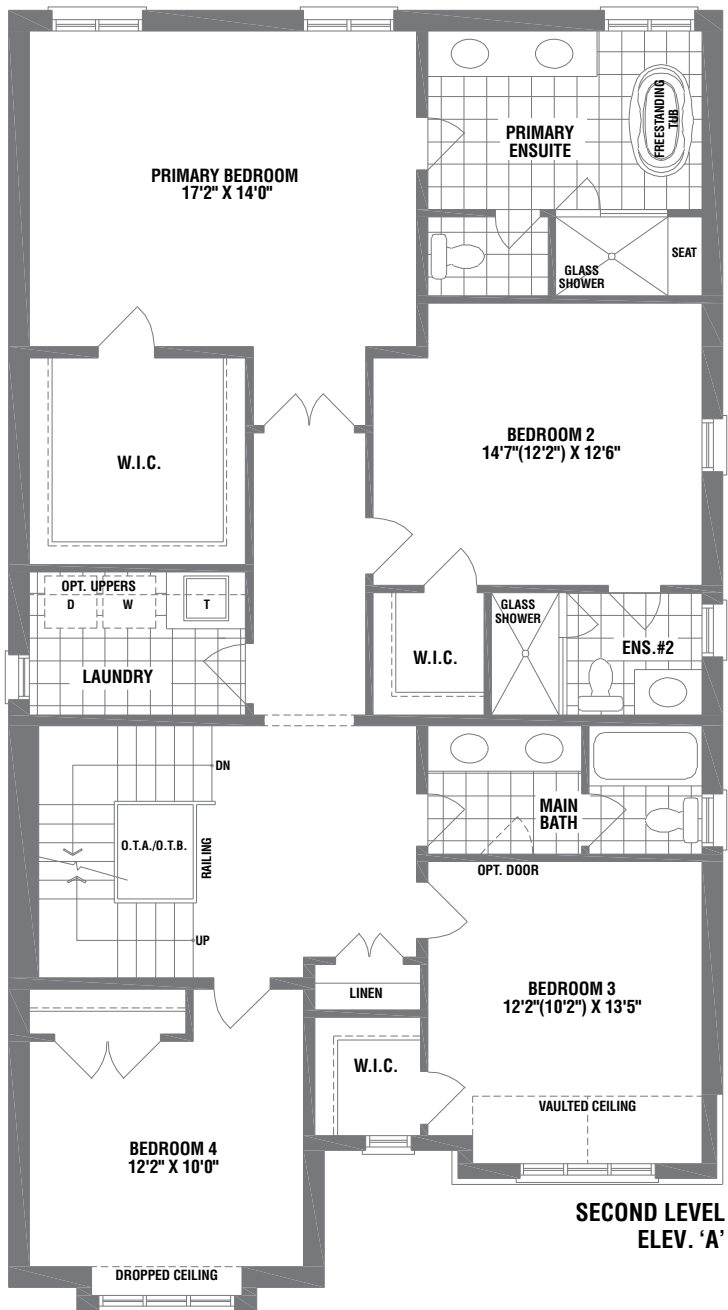 PRIMARY BEDROOM
17'2" X 14'0"
PRIMARY
ENSUITE
FREESTANDING
TUB
GLASS
SHOWER
SEAT
W.I.C.
BEDROOM 2
14'7"(12'2") X 12'6"
OPT. UPPERS
D
W
T
LAUNDRY
W.I.C.
GLASS
SHOWER
ENS.#2
DN
O.T.A./O.T.B.
RAILING
UP
MAIN
BATH
OPT. DOOR
LINEN
BEDROOM 3
12'2"(10'2") X 13'5"
W.I.C.
VAULTED CEILING
BEDROOM 4
12'2" X 10'0"
DROPPED CEILING
SECOND LEVEL
ELEV. ‘A’